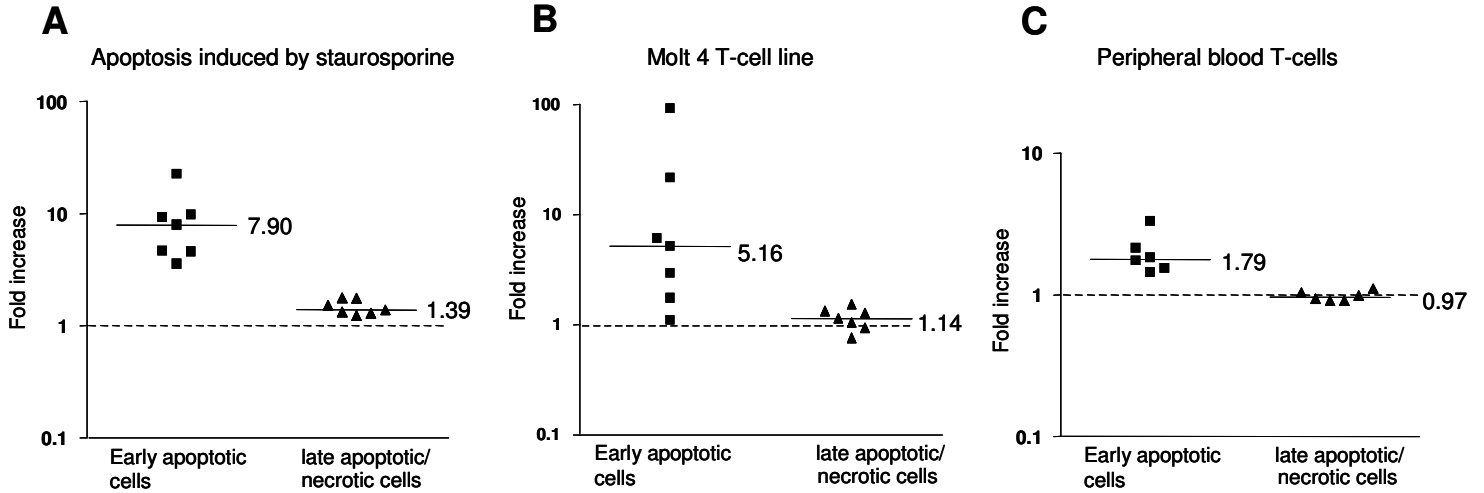 A
Apoptosis induced by staurosporine
100
10
1
0.1
Fold increase
7.90
1.39
Early apoptotic
cells
late apoptotic/
necrotic cells
B
Molt 4 T-cell line
100
10
1
0.1
Fold increase
5.16
1.14
Early apoptotic
cells
late apoptotic/
necrotic cells
C
Peripheral blood T-cells
10
1
0.1
Fold increase
1.79
0.97
Early apoptotic
cells
late apoptotic/
necrotic cells